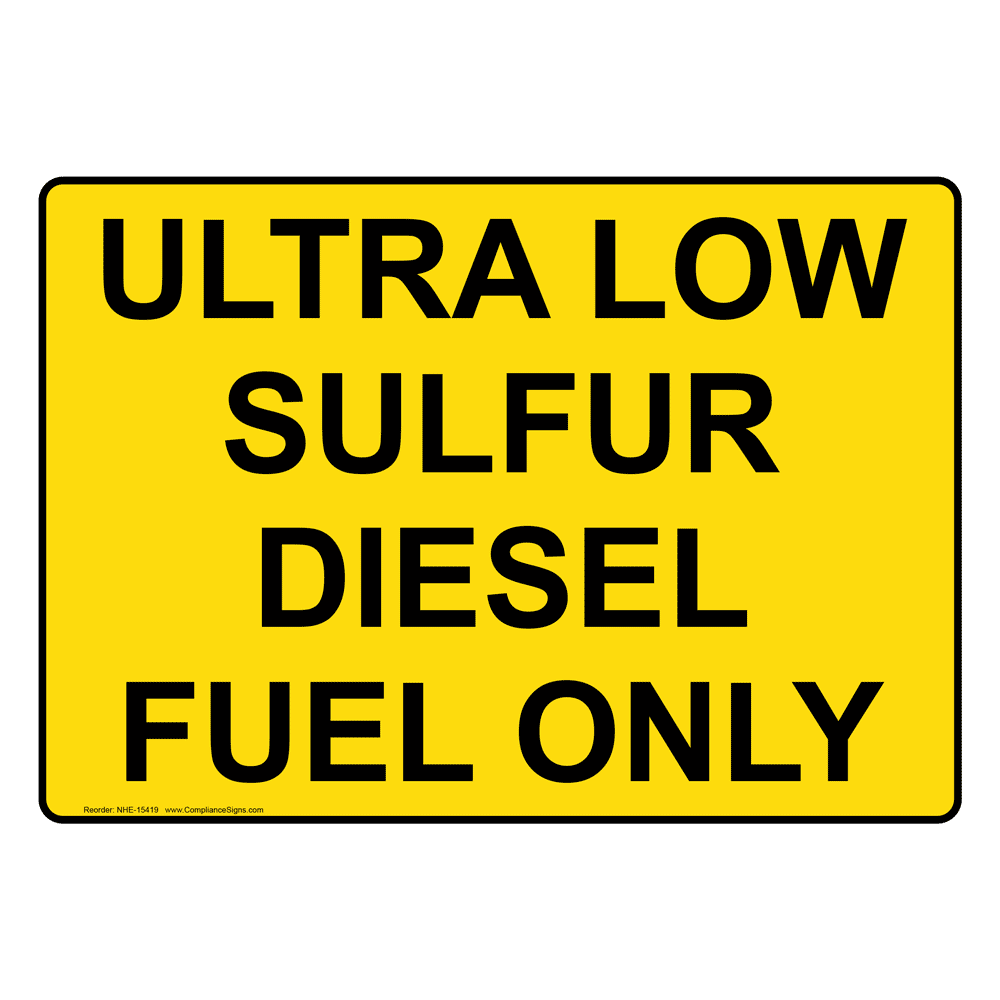 ULTRA LOW
SULFUR
DIESEL
FUEL ONLY
Reorder: NHE-15419 www.ComplianceSigns.com